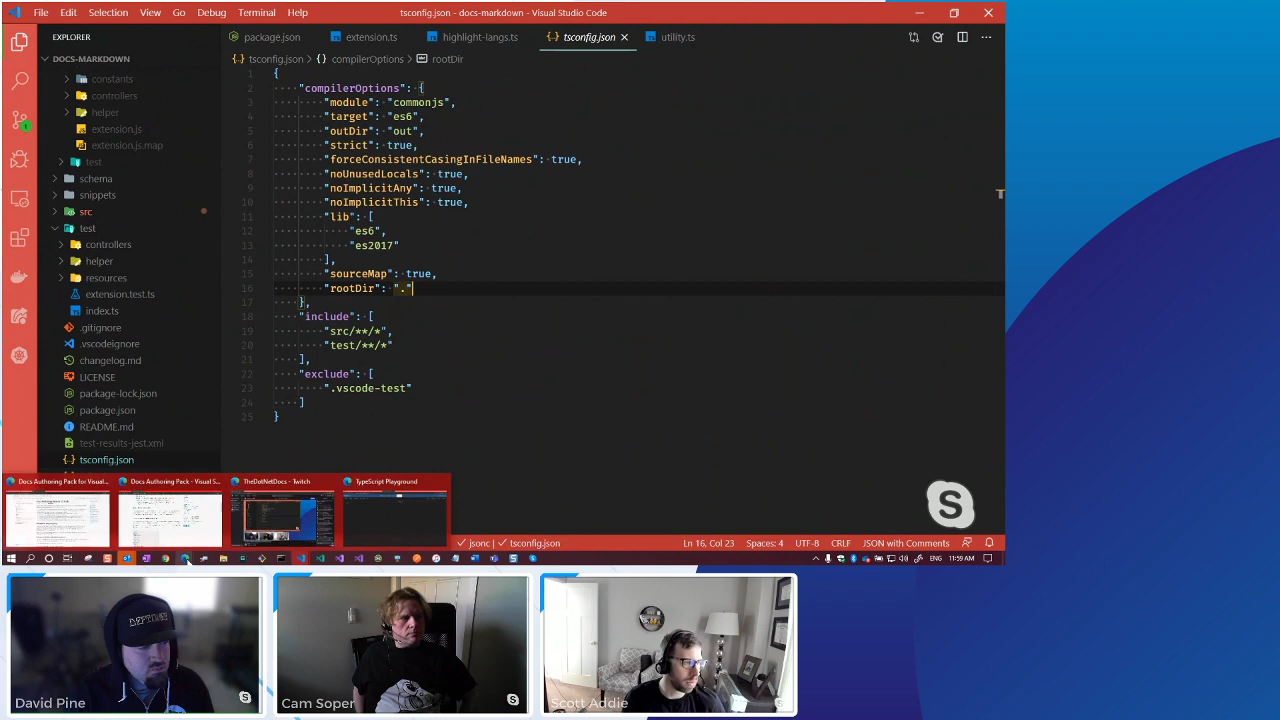 File Edit Selection View Go Debug Terminal Help
tsconfig.json - docs-markdown - Visual Studio Code
EXPLORER
package.json
extension.ts
highlight-langs.ts
tsconfig.json
utility.ts
DOCS-MARKDOWN
tsconfig.json > {} compilerOptions > rootDir
constants
controllers
helper
extension.js
extension.js.map
test
schema
snippets
src
test
controllers
helper
resources
extension.test.ts
index.ts
.gitignore
.vscodeignore
changelog.md
LICENSE
package-lock.json
package.json
README.md
test-results-jest.xml
tsconfig.json
1 {
2 "compilerOptions": {
3 "module": "commonjs",
4 "target": "es6",
5 "outDir": "out",
6 "strict": true,
7 "forceConsistentCasingInFileNames": true,
8 "noUnusedLocals": true,
9 "noImplicitAny": true,
10 "noImplicitThis": true,
11 "lib": [
12 "es6",
13 "es2017"
14 ],
15 "sourceMap": true,
16 "rootDir": "."
17 },
18 "include": [
19 "src/**/*",
20 "test/**/*"
21 ],
22 "exclude": [
23 ".vscode-test"
24 ]
25 }
Docs Authoring Pack for Visual...
Docs Authoring Pack - Visual S...
TheDotNetDocs - Twitch
TypeScript Playground
jsonc
tsconfig.json
Ln 16, Col 23
Spaces: 4
UTF-8
CRLF
JSON with Comments
ENG
11:59 AM
David Pine
Cam Soper
Scott Addie